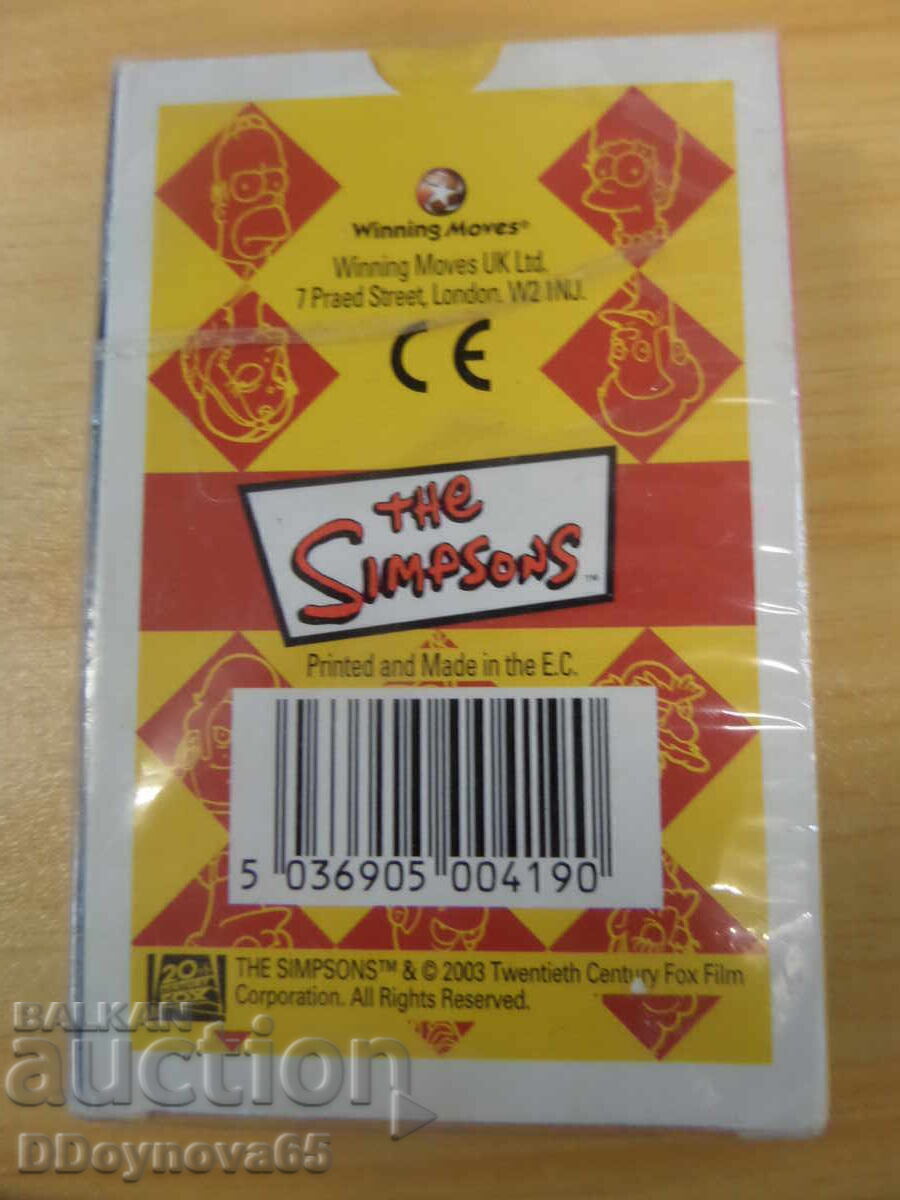 Winning Moves®
Winning Moves UK Ltd.
7 Praed Street, London. W2 1NJ.
CE
THE
SIMPSONS™
Printed and Made in the E.C.
5 036905 004190
20
FOX
THE SIMPSONS™ & © 2003 Twentieth Century Fox Film
Corporation. All Rights Reserved.
BALKAN
auction
DDoynova65